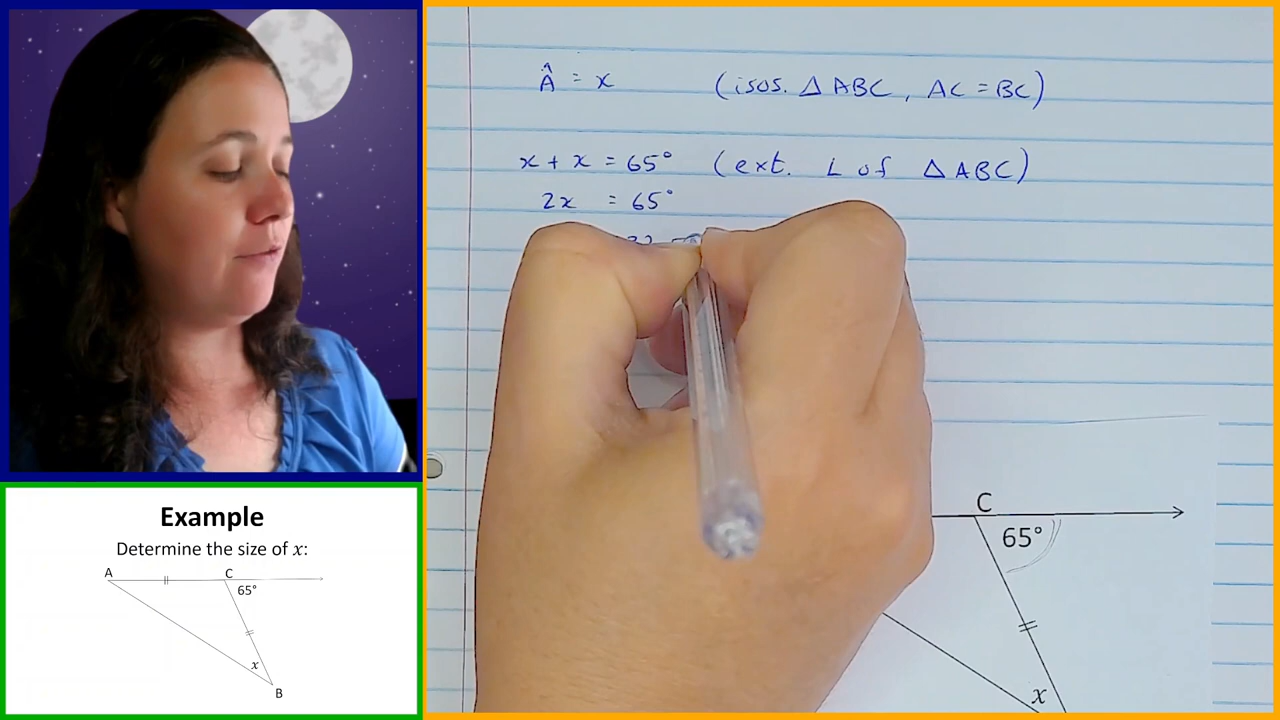 Â = x (isos. Δ ABC, AC = BC)
x + x = 65° (ext. ∠ of Δ ABC)
2x = 65°
C
65°
x
Example
Determine the size of x:
A
C
65°
x
B